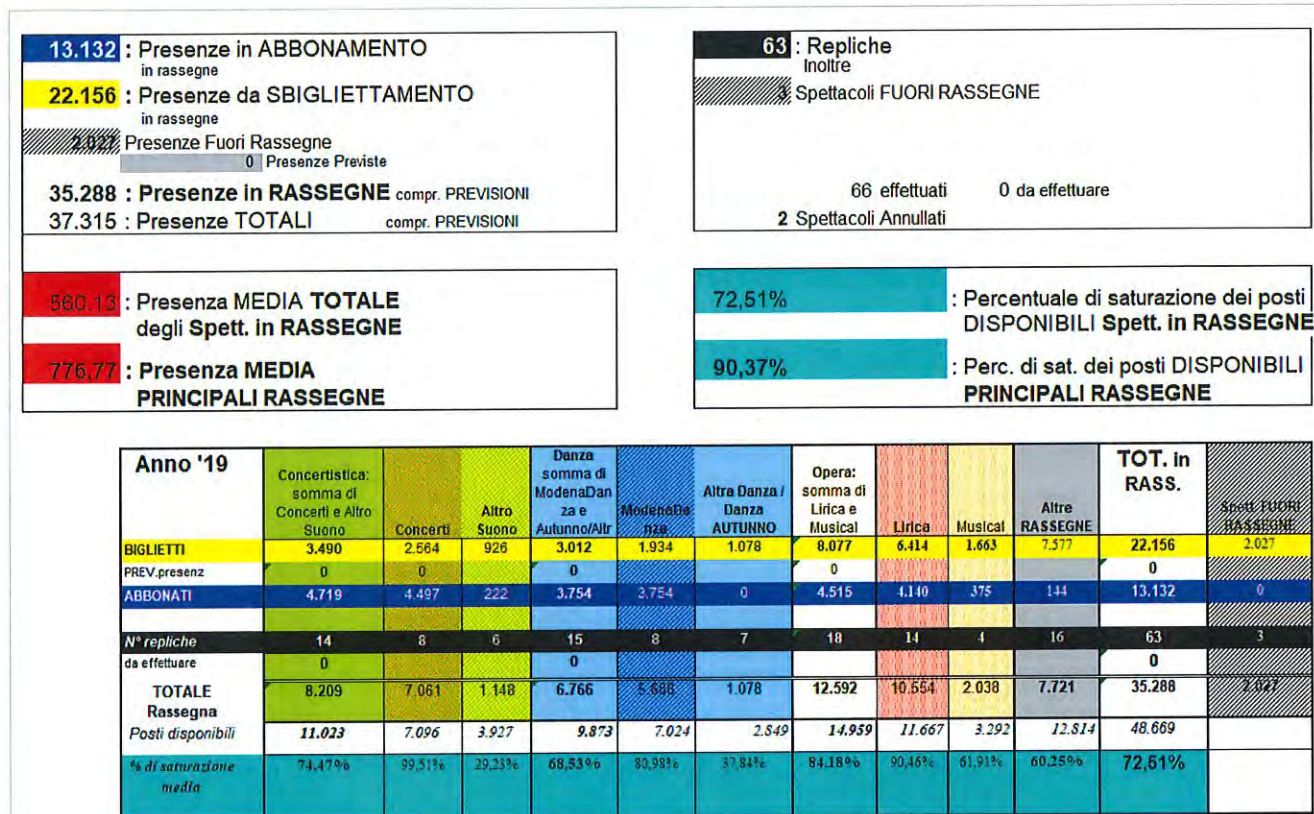 13.132 : Presenze in ABBONAMENTO
in rassegne
22.156 : Presenze da SBIGLIETTAMENTO
in rassegne
2.027 Presenze Fuori Rassegne
0 Presenze Previste
35.288 : Presenze in RASSEGNE compr. PREVISIONI
37.315 : Presenze TOTALI compr. PREVISIONI
63 : Repliche
Inoltre
3 Spettacoli FUORI RASSEGNE
66 effettuati 0 da effettuare
2 Spettacoli Annullati
560,13 : Presenza MEDIA TOTALE
degli Spett. in RASSEGNE
776,77 : Presenza MEDIA
PRINCIPALI RASSEGNE
72,51% : Percentuale di saturazione dei posti
DISPONIBILI Spett. in RASSEGNE
90,37% : Perc. di sat. dei posti DISPONIBILI
PRINCIPALI RASSEGNE
Anno '19 Concertistica: somma di Concerti e Altro Suono Concerti Altro Suono Danza somma di ModenaDan za e Autunno/Altr ModenaDa nza Altra Danza / Danza AUTUNNO Opera: somma di Lirica e Musical Lirica Musical Altre RASSEGNE TOT. in RASS. Spett. FUORI RASSEGNE
BIGLIETTI 3.490 2.564 926 3.012 1.934 1.078 8.077 6.414 1.663 7.577 22.156 2.027
PREV.presenz 0 0 0 0 0
ABBONATI 4.719 4.497 222 3.754 3.754 0 4.515 4.140 375 144 13.132 0
N° repliche 14 8 6 15 8 7 18 14 4 16 63 3
da effettuare 0 0 0
TOTALE Rassegna 8.209 7.061 1.148 6.766 5.688 1.078 12.592 10.554 2.038 7.721 35.288 2.027
Posti disponibili 11.023 7.096 3.927 9.873 7.024 2.849 14.959 11.667 3.292 12.814 48.669
% di saturazione media 74,47% 99,51% 29,23% 68,53% 80,98% 37,84% 84,18% 90,46% 61,91% 60,25% 72,51%